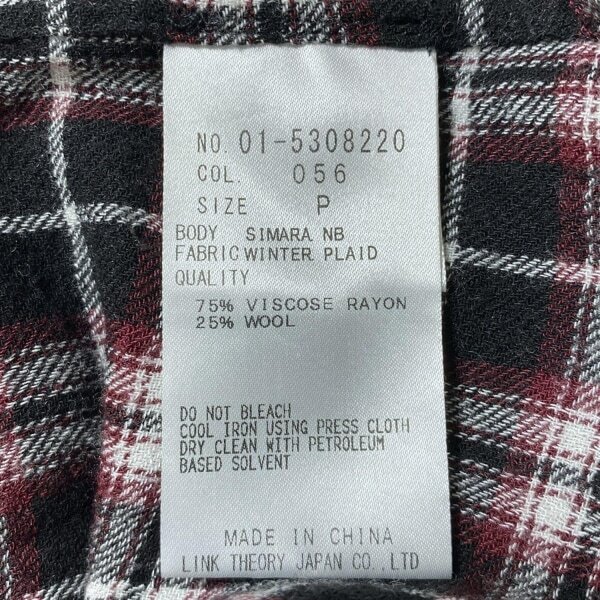 NO. 01-5308220
COL. 056
SIZE P
BODY SIMARA NB
FABRIC WINTER PLAID
QUALITY
75% VISCOSE RAYON
25% WOOL
DO NOT BLEACH
COOL IRON USING PRESS CLOTH
DRY CLEAN WITH PETROLEUM
BASED SOLVENT
MADE IN CHINA
LINK THEORY JAPAN CO.,LTD